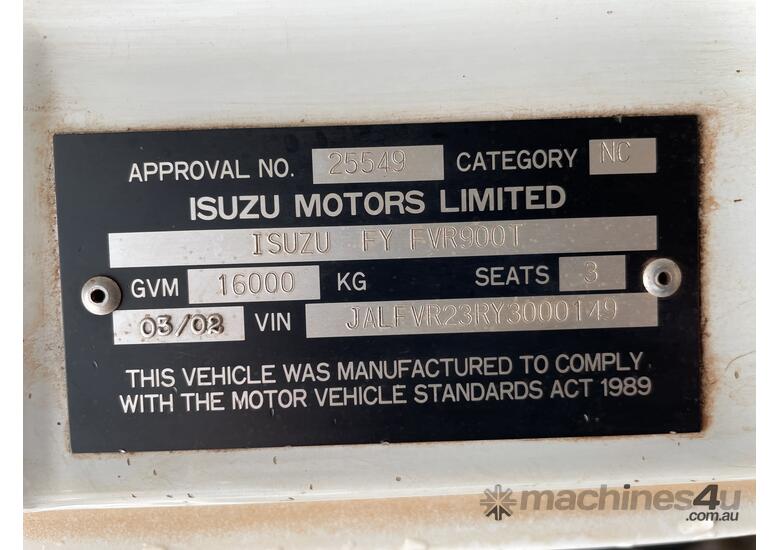 APPROVAL NO. 25549 CATEGORY NC
ISUZU MOTORS LIMITED
ISUZU FY FVR900T
GVM 16000 KG SEATS 3
03/02 VIN JALFVR23RY3000149
THIS VEHICLE WAS MANUFACTURED TO COMPLY
WITH THE MOTOR VEHICLE STANDARDS ACT 1989
machines4u
.com.au